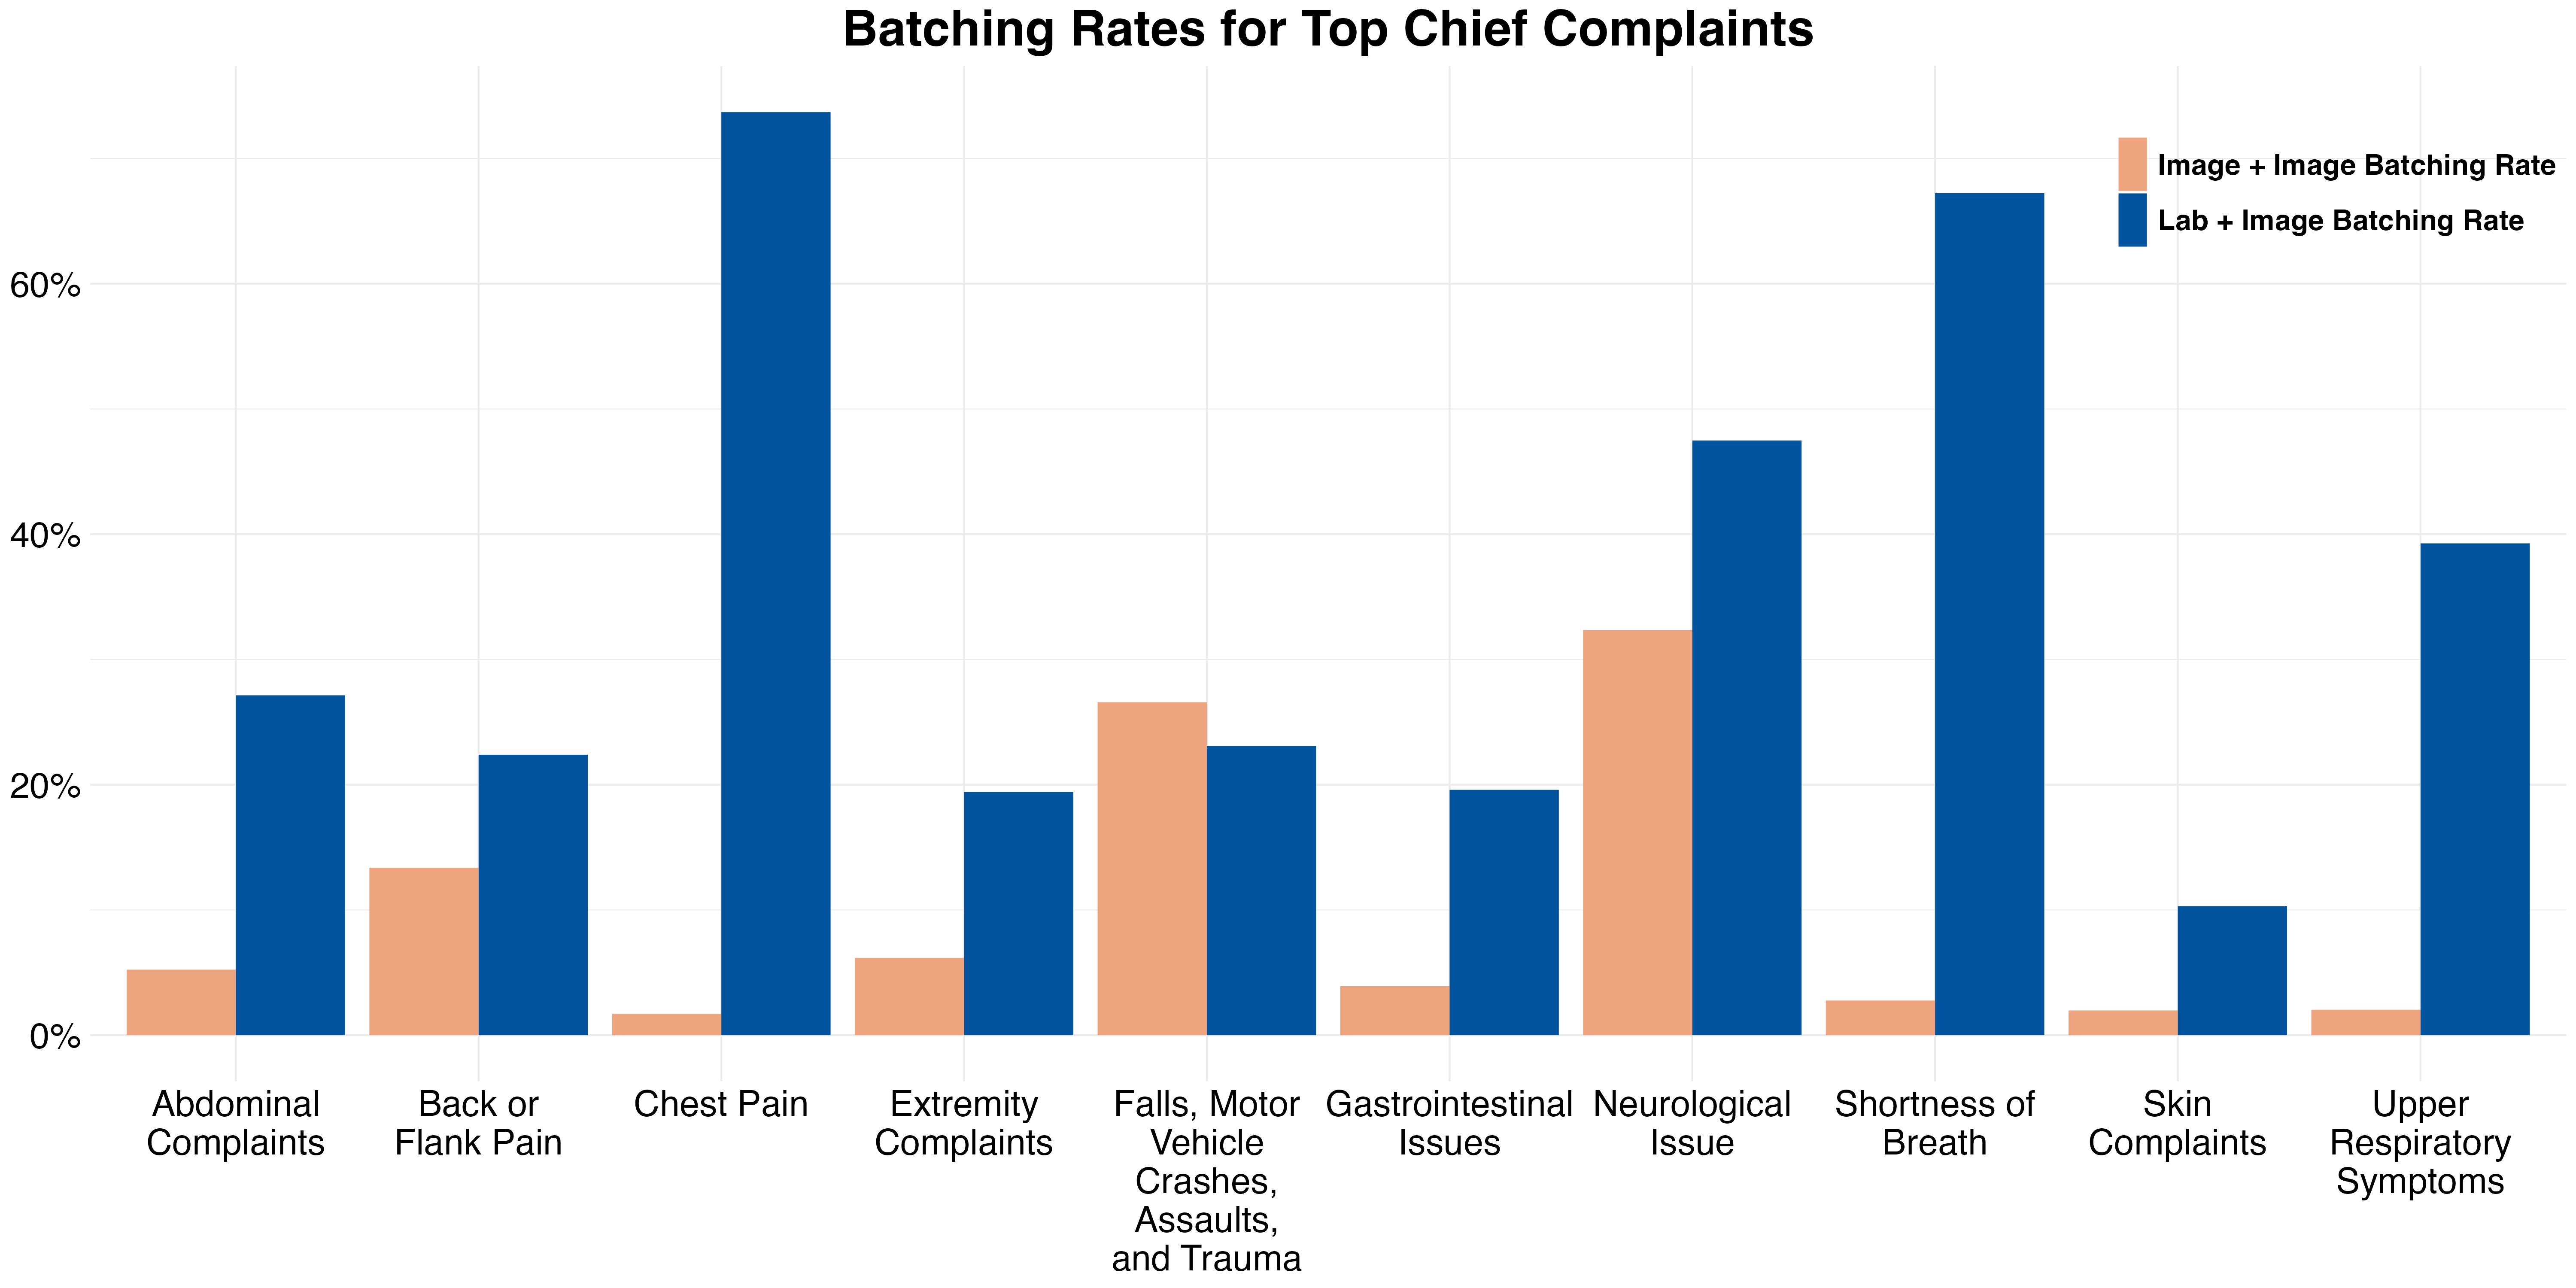 Batching Rates for Top Chief Complaints
Image + Image Batching Rate
Lab + Image Batching Rate
60%
40%
20%
0%
Abdominal
Complaints
Back or
Flank Pain
Chest Pain
Extremity
Complaints
Falls, Motor
Vehicle
Crashes,
Assaults,
and Trauma
Gastrointestinal
Issues
Neurological
Issue
Shortness of
Breath
Skin
Complaints
Upper
Respiratory
Symptoms